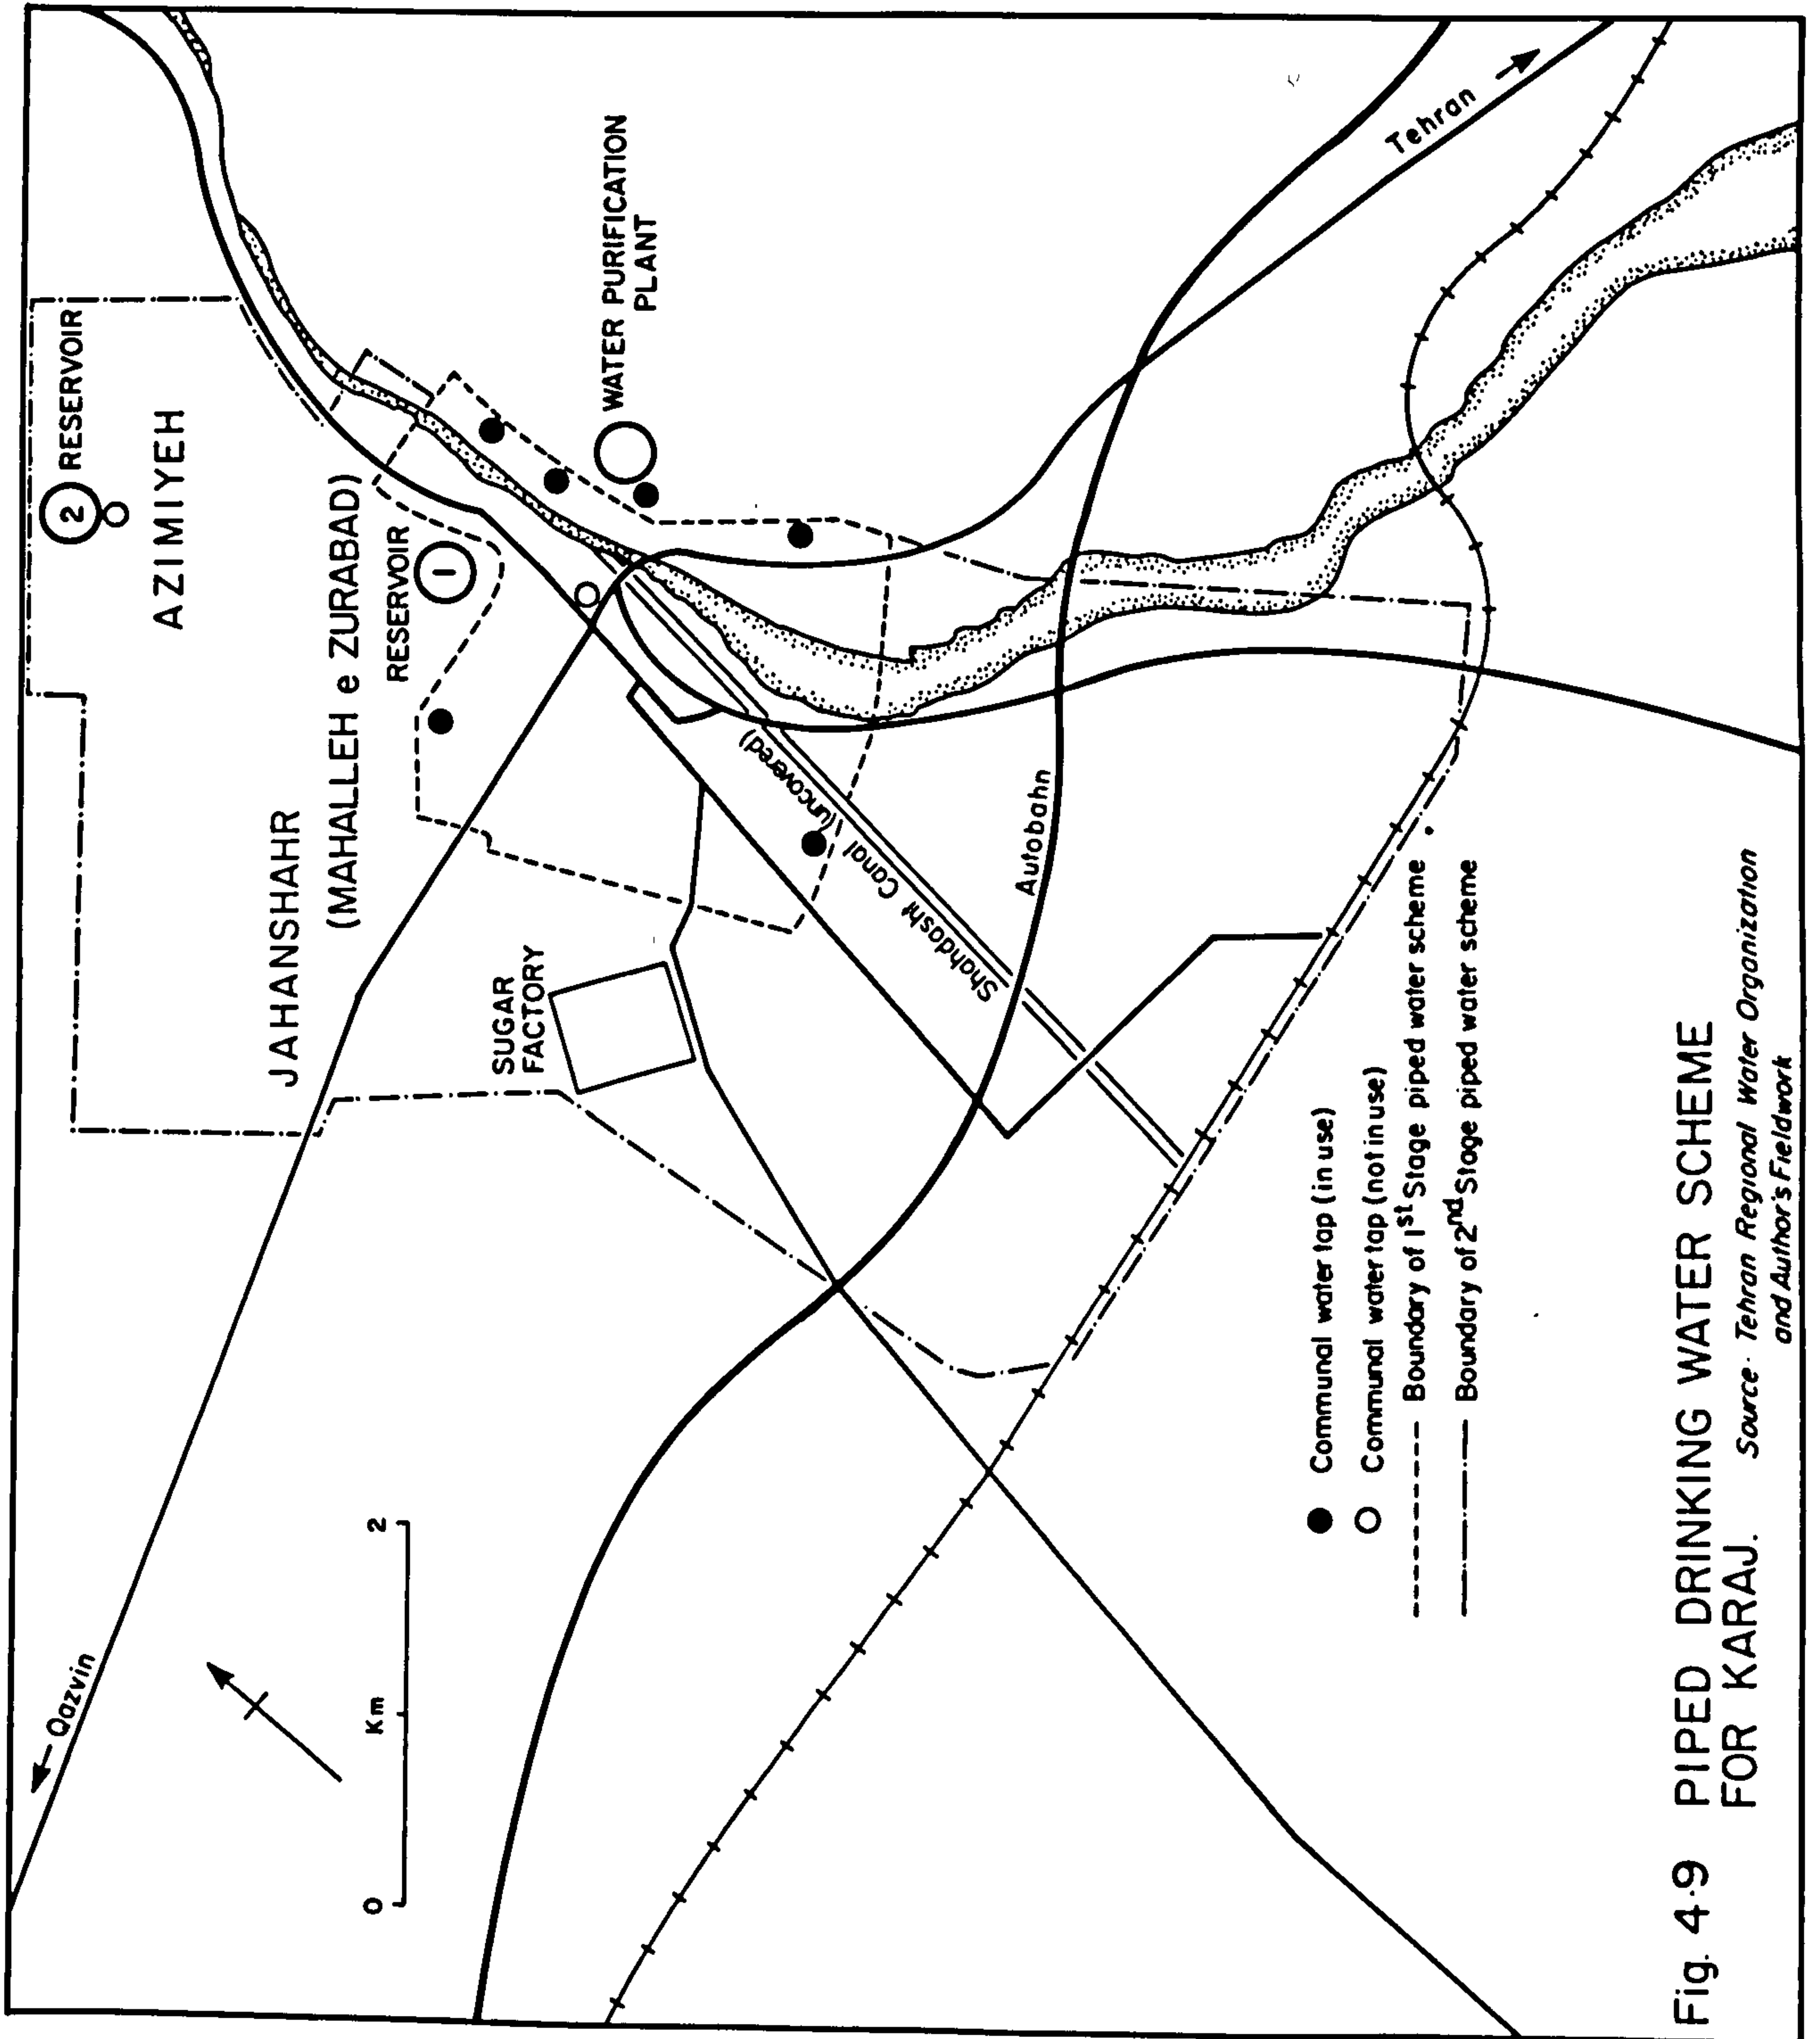 Qazvin
0 Km 2
JAHANSHAHR
(MAHALLEH e ZURABAD)
AZIMIYEH
2 RESERVOIR
RESERVOIR
1
SUGAR
FACTORY
WATER PURIFICATION
PLANT
Shahdasht Canal (uncovered)
Autobahn
Tehran
Communal water tap (in use)
Communal water tap (not in use)
Boundary of 1st Stage piped water scheme
Boundary of 2nd Stage piped water scheme
Fig. 4·9 PIPED DRINKING WATER SCHEME
FOR KARAJ. Source· Tehran Regional Water Organization
and Author's Fieldwork